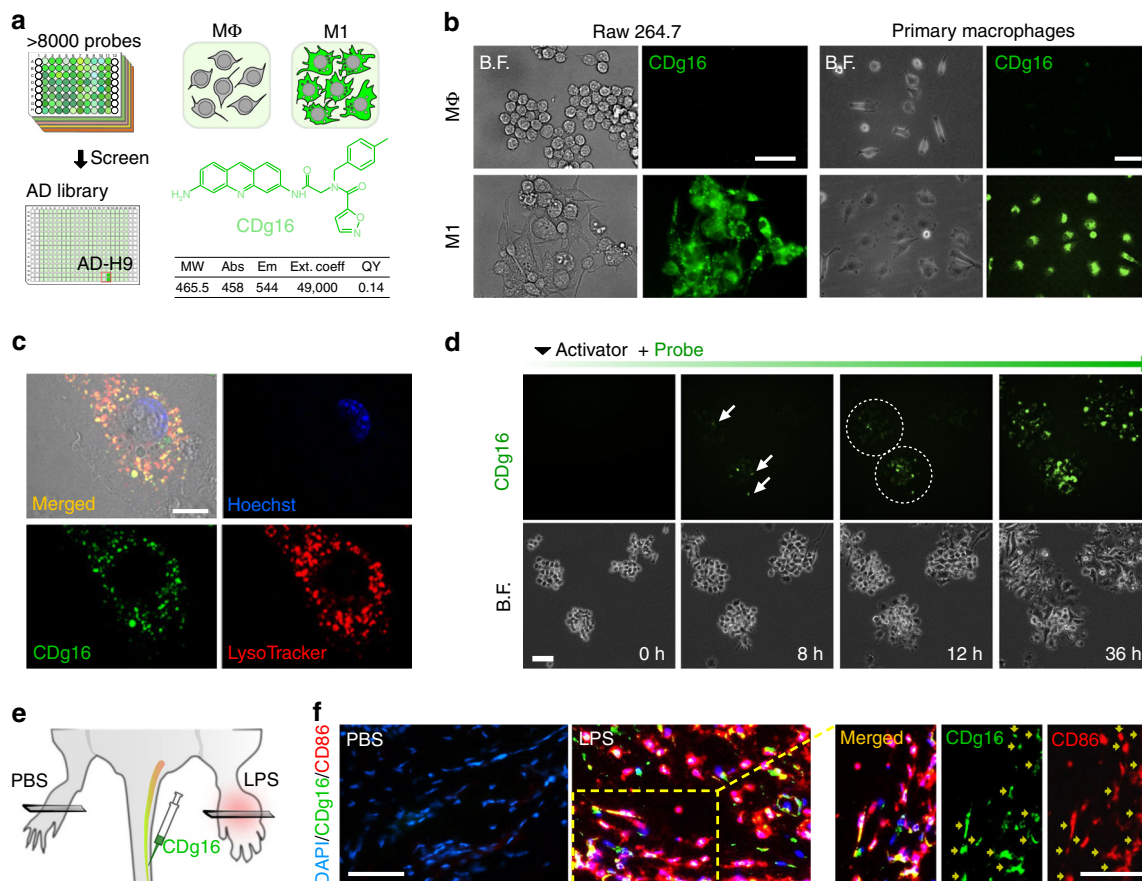 a
>8000 probes
MΦ
M1
Screen
AD library
AD-H9
NH₂
N
NH
O
N
O
O
N
CDg16
MW Abs Em Ext. coeff QY
465.5 458 544 49,000 0.14
b
Raw 264.7
Primary macrophages
B.F.
CDg16
B.F.
CDg16
MΦ
M1
c
Merged
Hoechst
CDg16
LysoTracker
d
Activator + Probe
CDg16
B.F.
0 h
8 h
12 h
36 h
e
PBS
LPS
CDg16
f
DAPI/CDg16/CD86
PBS
LPS
Merged
CDg16
CD86